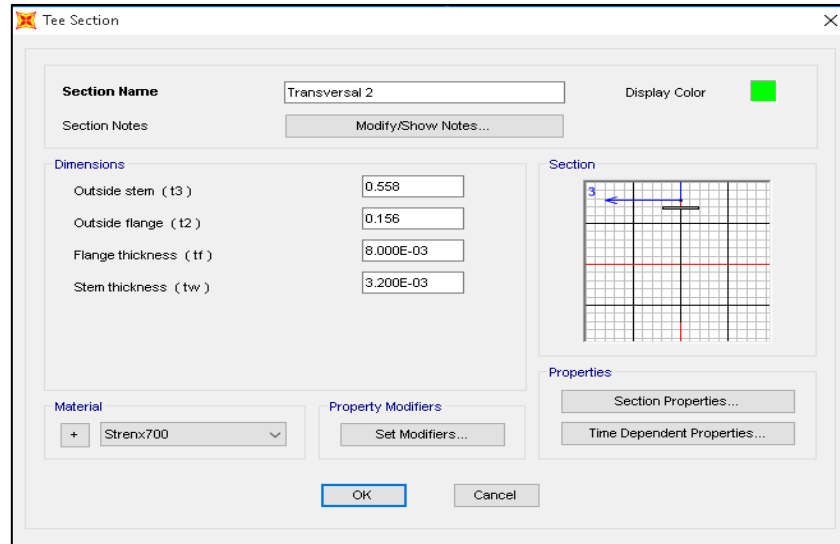 Tee Section
Section Name
Transversal 2
Display Color
Section Notes
Modify/Show Notes...
Dimensions
Outside stem ( t3 )
0.558
Outside flange ( t2 )
0.156
Flange thickness ( tf )
8.000E-03
Stem thickness ( tw )
3.200E-03
Section
3
Properties
Section Properties...
Time Dependent Properties...
Material
+
Strenx700
Property Modifiers
Set Modifiers...
OK
Cancel